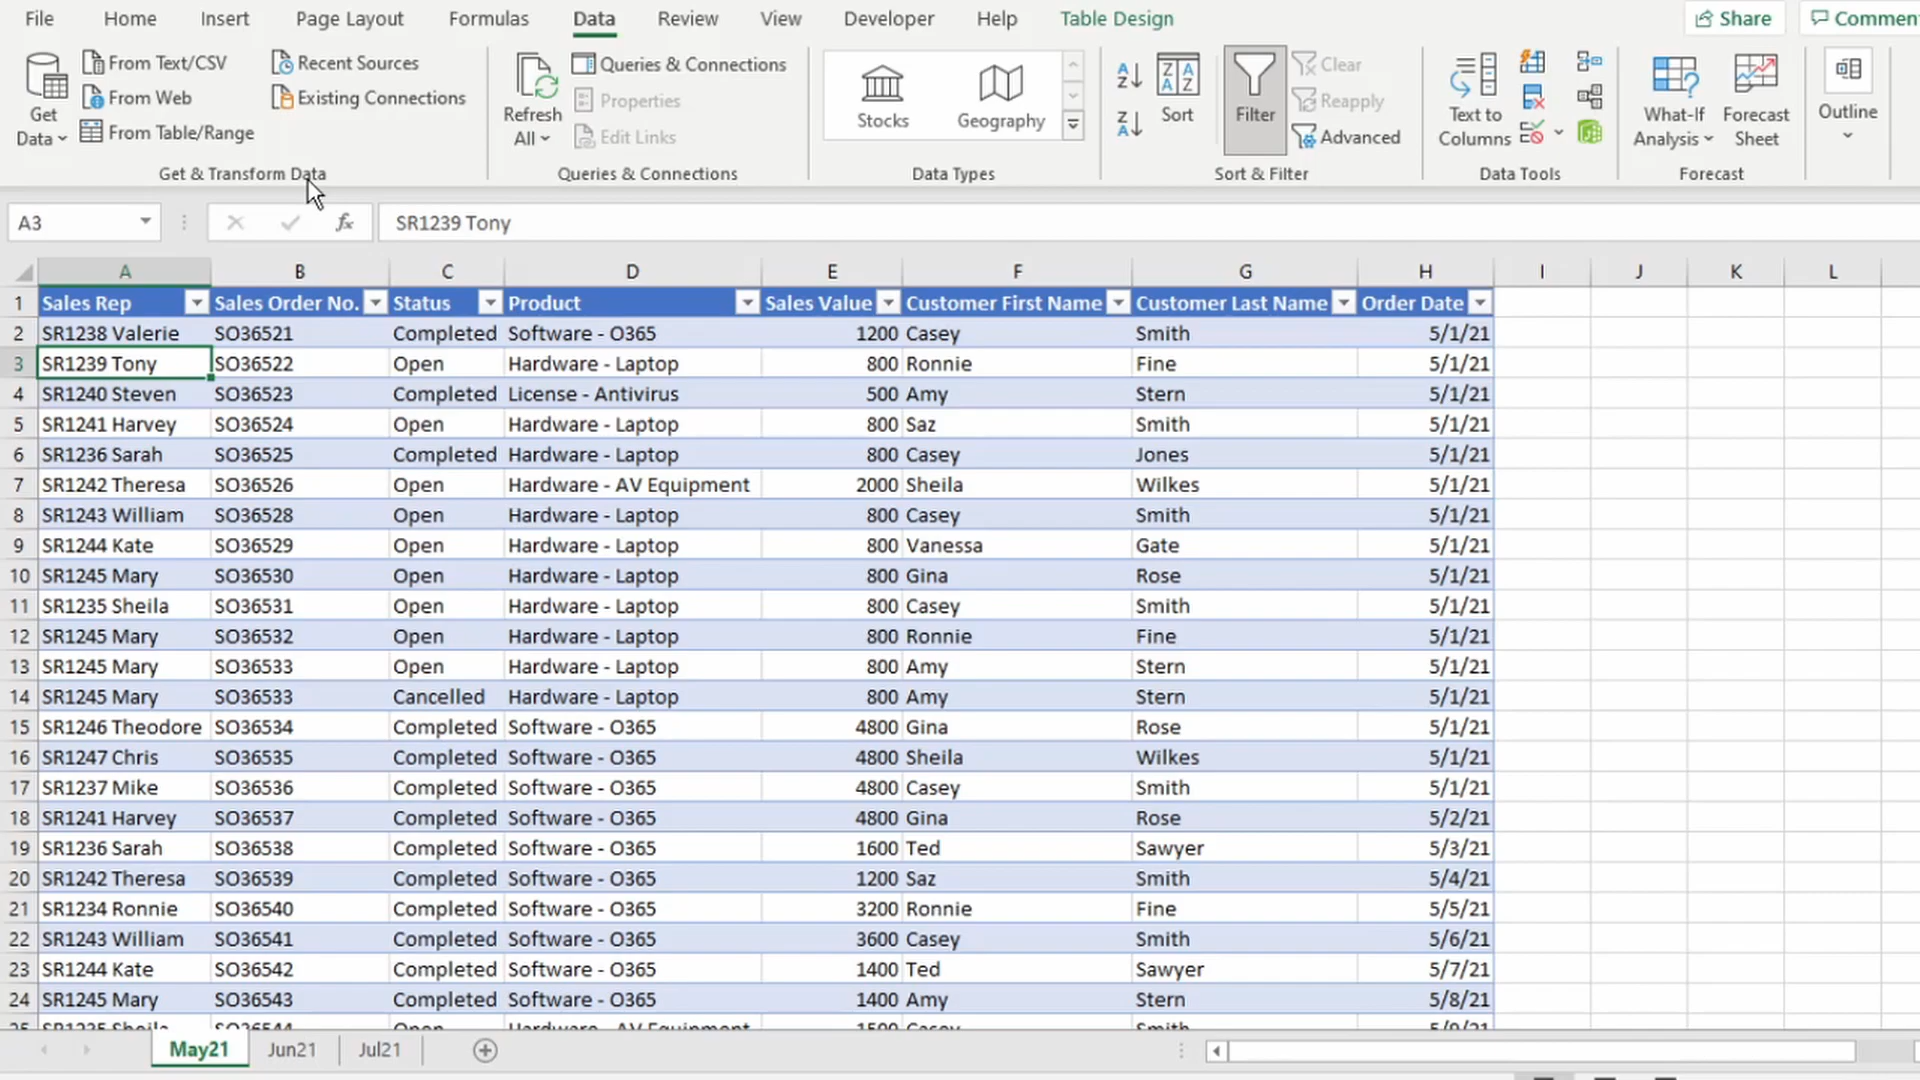 File Home Insert Page Layout Formulas Data Review View Developer Help Table Design Share
From Text/CSV Recent Sources Queries & Connections Clear
From Web Existing Connections Properties Reapply
From Table/Range Edit Links Advanced
Get Data Refresh All Stocks Geography Sort Filter Text to Columns What-If Analysis Forecast Sheet Outline
Get & Transform Data Queries & Connections Data Types Sort & Filter Data Tools Forecast
A3 fx SR1239 Tony
A B C D E F G H I J K L
1 Sales Rep Sales Order No. Status Product Sales Value Customer First Name Customer Last Name Order Date
2 SR1238 Valerie SO36521 Completed Software - O365 1200 Casey Smith 5/1/21
3 SR1239 Tony SO36522 Open Hardware - Laptop 800 Ronnie Fine 5/1/21
4 SR1240 Steven SO36523 Completed License - Antivirus 500 Amy Stern 5/1/21
5 SR1241 Harvey SO36524 Open Hardware - Laptop 800 Saz Smith 5/1/21
6 SR1236 Sarah SO36525 Completed Hardware - Laptop 800 Casey Jones 5/1/21
7 SR1242 Theresa SO36526 Open Hardware - AV Equipment 2000 Sheila Wilkes 5/1/21
8 SR1243 William SO36528 Open Hardware - Laptop 800 Casey Smith 5/1/21
9 SR1244 Kate SO36529 Open Hardware - Laptop 800 Vanessa Gate 5/1/21
10 SR1245 Mary SO36530 Open Hardware - Laptop 800 Gina Rose 5/1/21
11 SR1235 Sheila SO36531 Open Hardware - Laptop 800 Casey Smith 5/1/21
12 SR1245 Mary SO36532 Open Hardware - Laptop 800 Ronnie Fine 5/1/21
13 SR1245 Mary SO36533 Open Hardware - Laptop 800 Amy Stern 5/1/21
14 SR1245 Mary SO36533 Cancelled Hardware - Laptop 800 Amy Stern 5/1/21
15 SR1246 Theodore SO36534 Completed Software - O365 4800 Gina Rose 5/1/21
16 SR1247 Chris SO36535 Completed Software - O365 4800 Sheila Wilkes 5/1/21
17 SR1237 Mike SO36536 Completed Software - O365 4800 Casey Smith 5/1/21
18 SR1241 Harvey SO36537 Completed Software - O365 4800 Gina Rose 5/2/21
19 SR1236 Sarah SO36538 Completed Software - O365 1600 Ted Sawyer 5/3/21
20 SR1242 Theresa SO36539 Completed Software - O365 1200 Saz Smith 5/4/21
21 SR1234 Ronnie SO36540 Completed Software - O365 3200 Ronnie Fine 5/5/21
22 SR1243 William SO36541 Completed Software - O365 3600 Casey Smith 5/6/21
23 SR1244 Kate SO36542 Completed Software - O365 1400 Ted Sawyer 5/7/21
24 SR1245 Mary SO36543 Completed Software - O365 1400 Amy Stern 5/8/21
May21 Jun21 Jul21